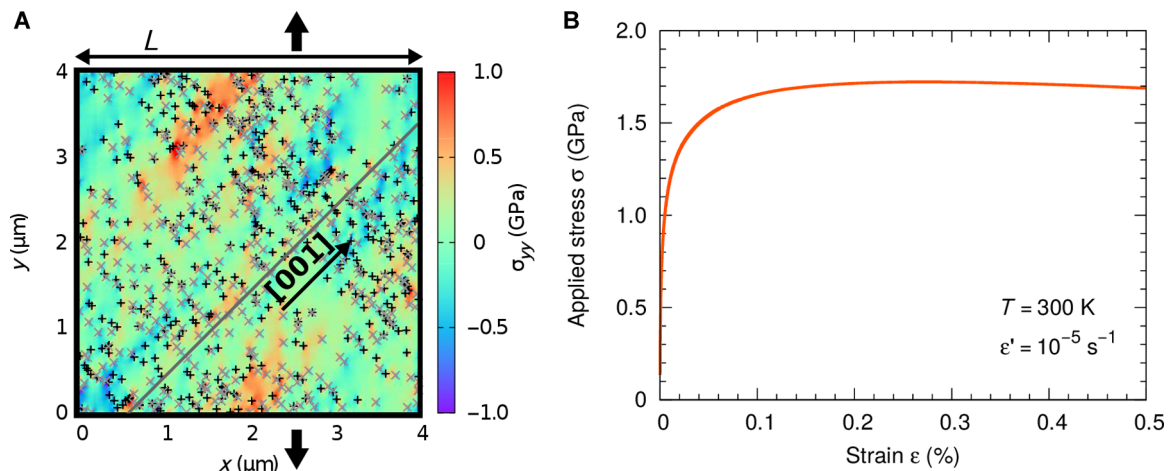 A
L
4
3
2
1
0
y (μm)
0 1 2 3 4
x (μm)
[001]
1.0
0.5
0
−0.5
−1.0
σyy (GPa)
B
2.0
1.5
1.0
0.5
0
Applied stress σ (GPa)
T = 300 K
ε' = 10⁻⁵ s⁻¹
0 0.1 0.2 0.3 0.4 0.5
Strain ε (%)